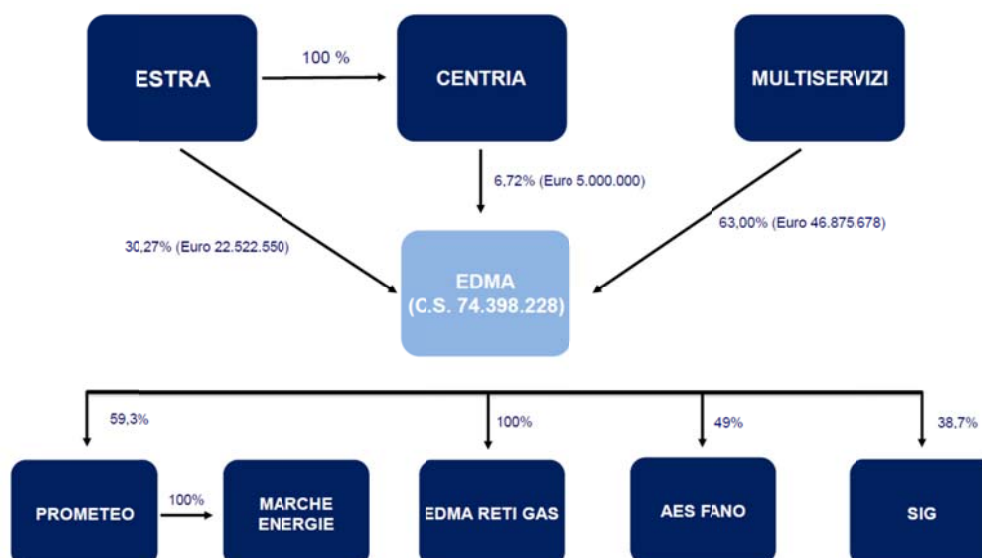 ESTRA
100 %
CENTRIA
MULTISERVIZI
6,72% (Euro 5.000.000)
63,00% (Euro 46.875.678)
30,27% (Euro 22.522.550)
EDMA
(C.S. 74.398.228)
59,3%
100%
49%
38,7%
PROMETEO
100%
MARCHE
ENERGIE
EDMA RETI GAS
AES FANO
SIG